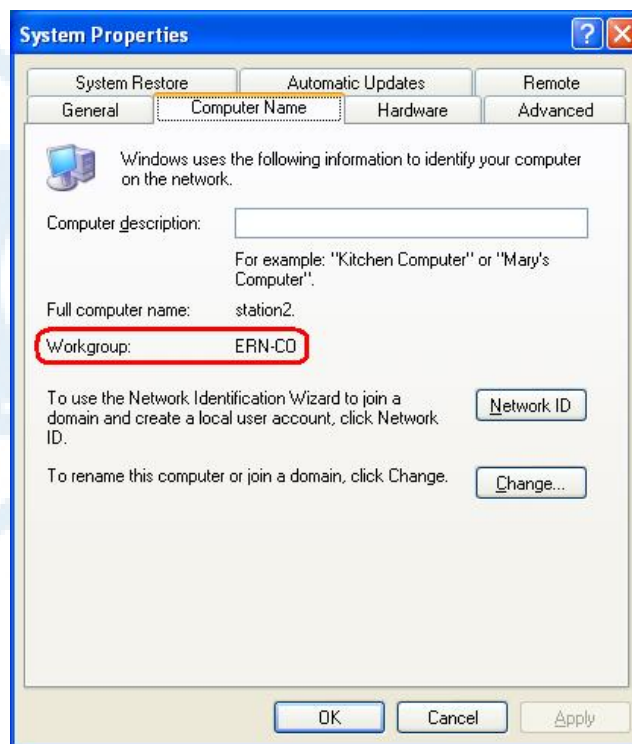 System Properties
System Restore Automatic Updates Remote
General Computer Name Hardware Advanced
Windows uses the following information to identify your computer
on the network.
Computer description:
For example: "Kitchen Computer" or "Mary's
Computer".
Full computer name: station2.
Workgroup: ERN-CO
To use the Network Identification Wizard to join a
domain and create a local user account, click Network
ID.
Network ID
To rename this computer or join a domain, click Change.
Change...
OK Cancel Apply